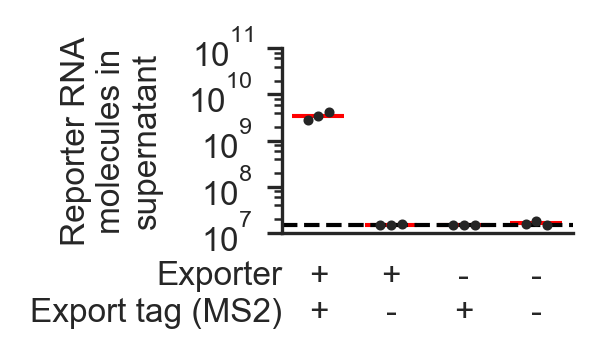 Reporter RNA
molecules in
supernatant
10^11
10^10
10^9
10^8
10^7
Exporter + + - -
Export tag (MS2) + - + -